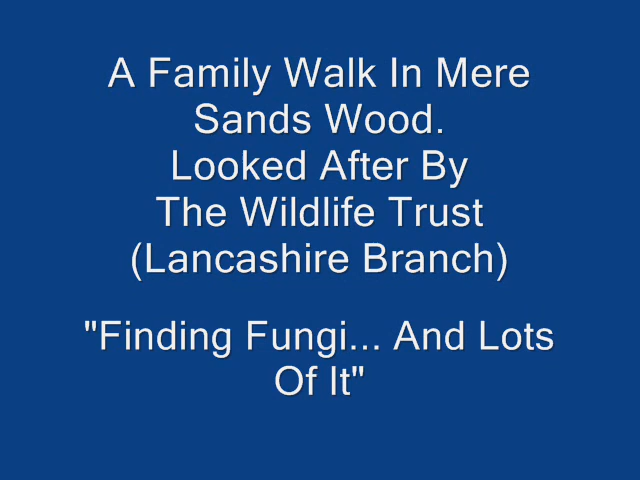 A Family Walk In Mere
Sands Wood.
Looked After By
The Wildlife Trust
(Lancashire Branch)
"Finding Fungi... And Lots
Of It"